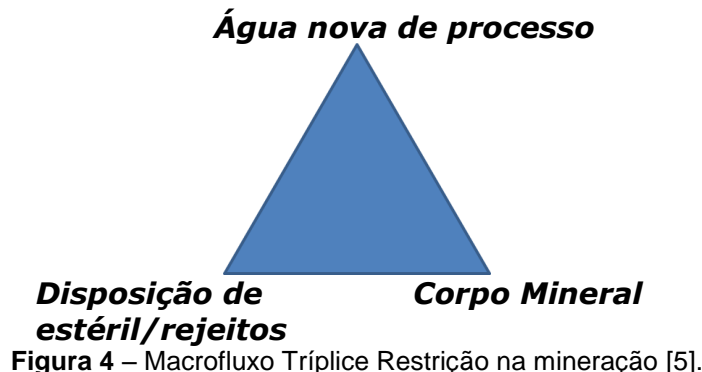 Água nova de processo
Disposição de
estéril/rejeitos
Corpo Mineral
Figura 4 – Macrofluxo Tríplice Restrição na mineração [5].